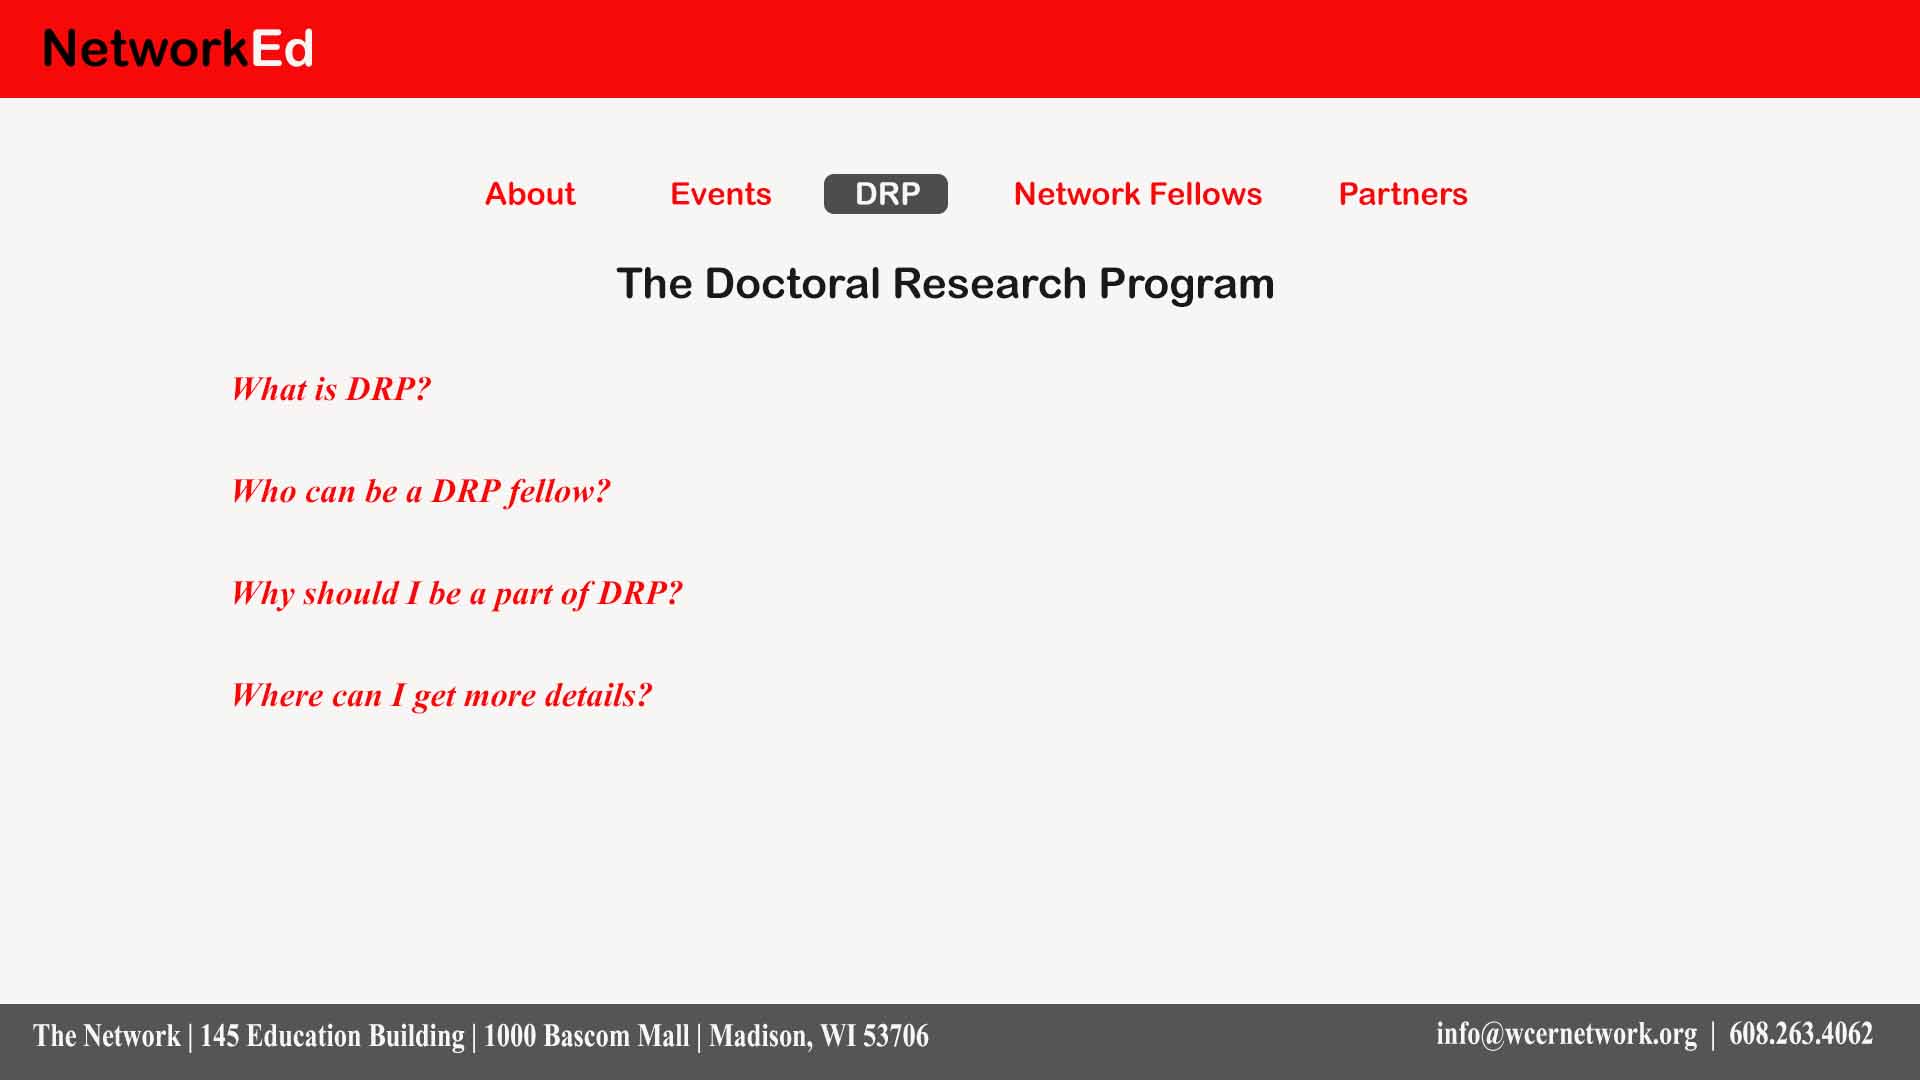 NetworkEd
About Events DRP Network Fellows Partners
The Doctoral Research Program
What is DRP?
Who can be a DRP fellow?
Why should I be a part of DRP?
Where can I get more details?
The Network | 145 Education Building | 1000 Bascom Mall | Madison, WI 53706
info@wcernetwork.org | 608.263.4062